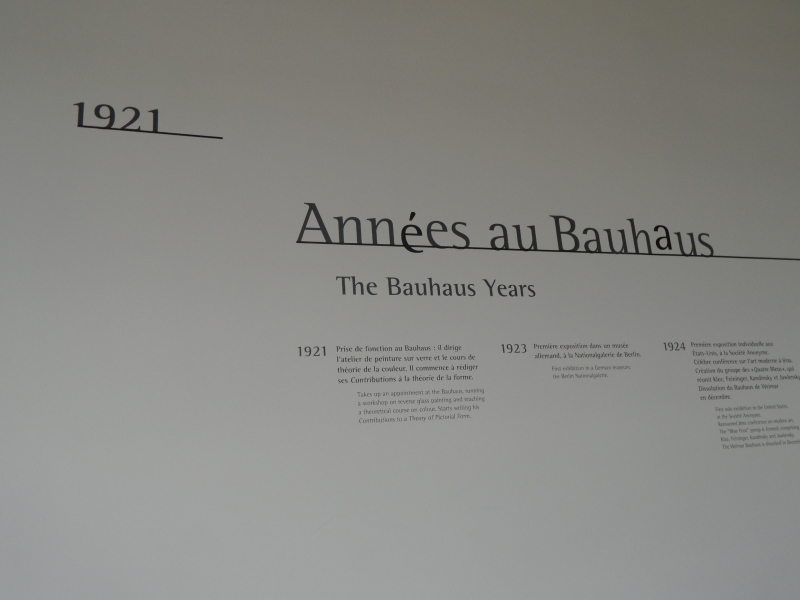 1921
Années au Bauhaus
The Bauhaus Years
1921
Prise de fonction au Bauhaus : il dirige
l'atelier de peinture sur verre et le cours de
théorie de la couleur. Il commence à rédiger
ses Contributions à la théorie de la forme.
Takes up an appointment at the Bauhaus, running
a workshop on reverse glass painting and teaching
a theoretical course on colour. Starts writing his
Contributions to a Theory of Pictorial Form.
1923
Première exposition dans un musée
allemand, à la Nationalgalerie de Berlin.
First exhibition in a German museum,
the Berlin Nationalgalerie.
1924
Première exposition individuelle aux
États-Unis, à la Société Anonyme.
Célèbre conférence sur l'art moderne à Iéna.
Création du groupe des «Quatre Bleus», qui
réunit Klee, Feininger, Kandinsky et Jawlensky.
Dissolution du Bauhaus de Weimar
en décembre.
First solo exhibition in the United States,
at the Société Anonyme.
Renowned Jena conference on modern art.
The "Blue Four" group is formed, comprising
Klee, Feininger, Kandinsky and Jawlensky.
The Weimar Bauhaus is dissolved in